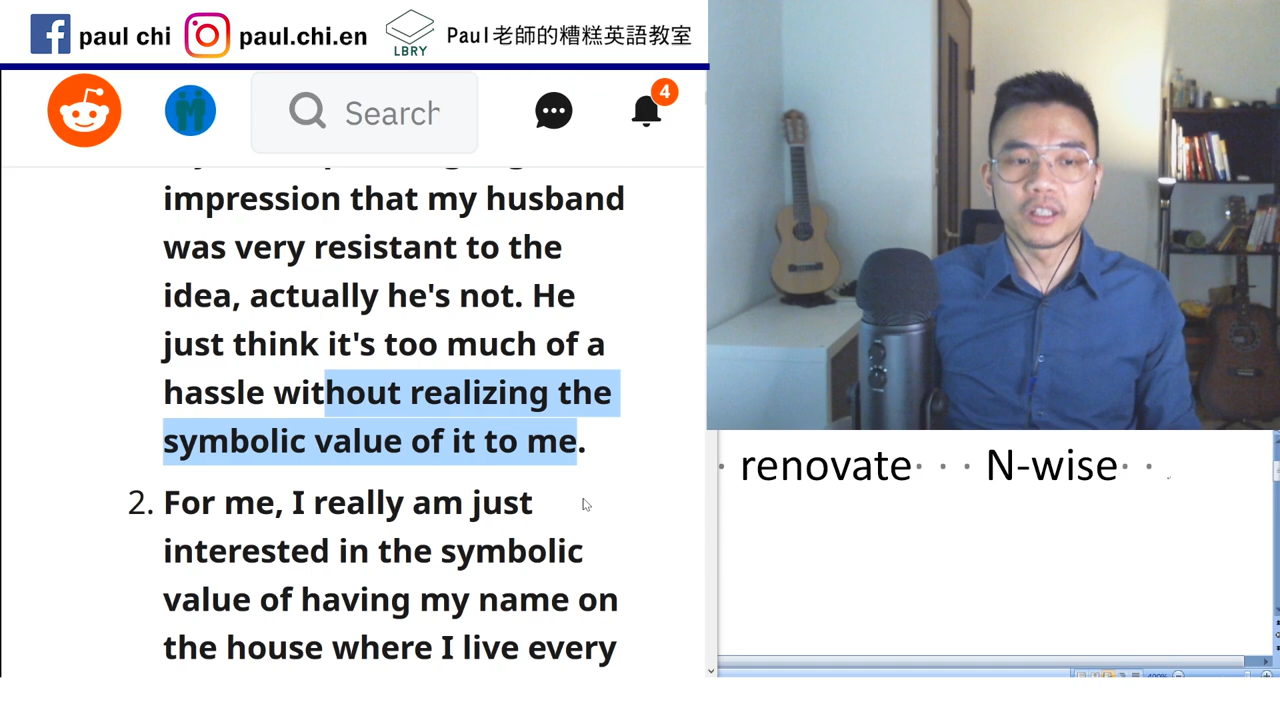 paul chi
paul.chi.en
LBRY
Paul老師的糟糕英語教室
Search
4
impression that my husband
was very resistant to the
idea, actually he's not. He
just think it's too much of a
hassle without realizing the
symbolic value of it to me.
2. For me, I really am just
interested in the symbolic
value of having my name on
the house where I live every
renovate · · · N-wise · ·